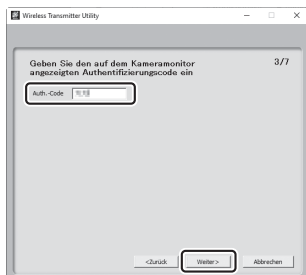 Wireless Transmitter Utility
Geben Sie den auf dem Kameramonitor
angezeigten Authentifizierungscode ein
3/7
Auth.-Code
<Zurück
Weiter>
Abbrechen